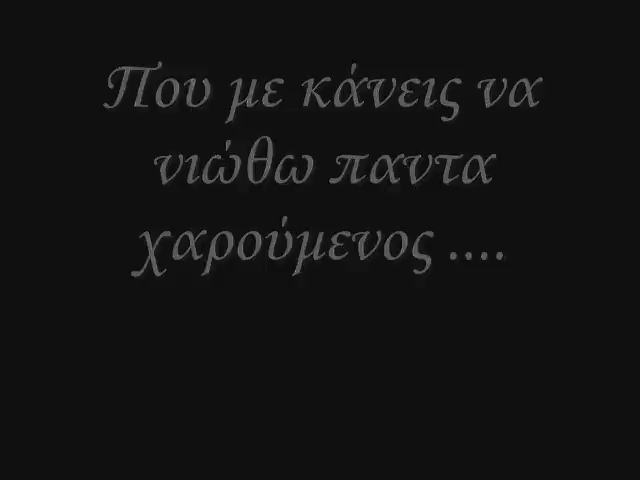 Που με κάνεις να
νιώθω παντα
χαρούμενος ....